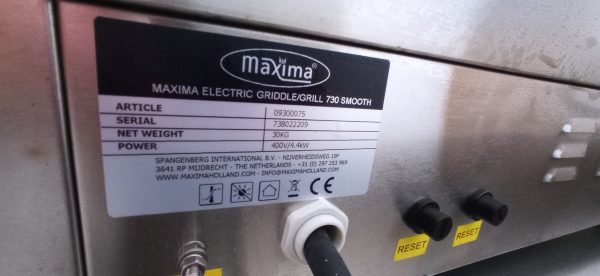 maxima®
MAXIMA ELECTRIC GRIDDLE/GRILL 730 SMOOTH
ARTICLE 09300075
SERIAL 738022209
NET WEIGHT 30KG
POWER 400V/4.4kW
SPANGENBERG INTERNATIONAL B.V. - NIJVERHEIDSWEG 19F
3641 RP MIJDRECHT - THE NETHERLANDS - +31 (0) 297 253 969
WWW.MAXIMAHOLLAND.COM - INFO@MAXIMAHOLLAND.COM
CE
RESET
RESET